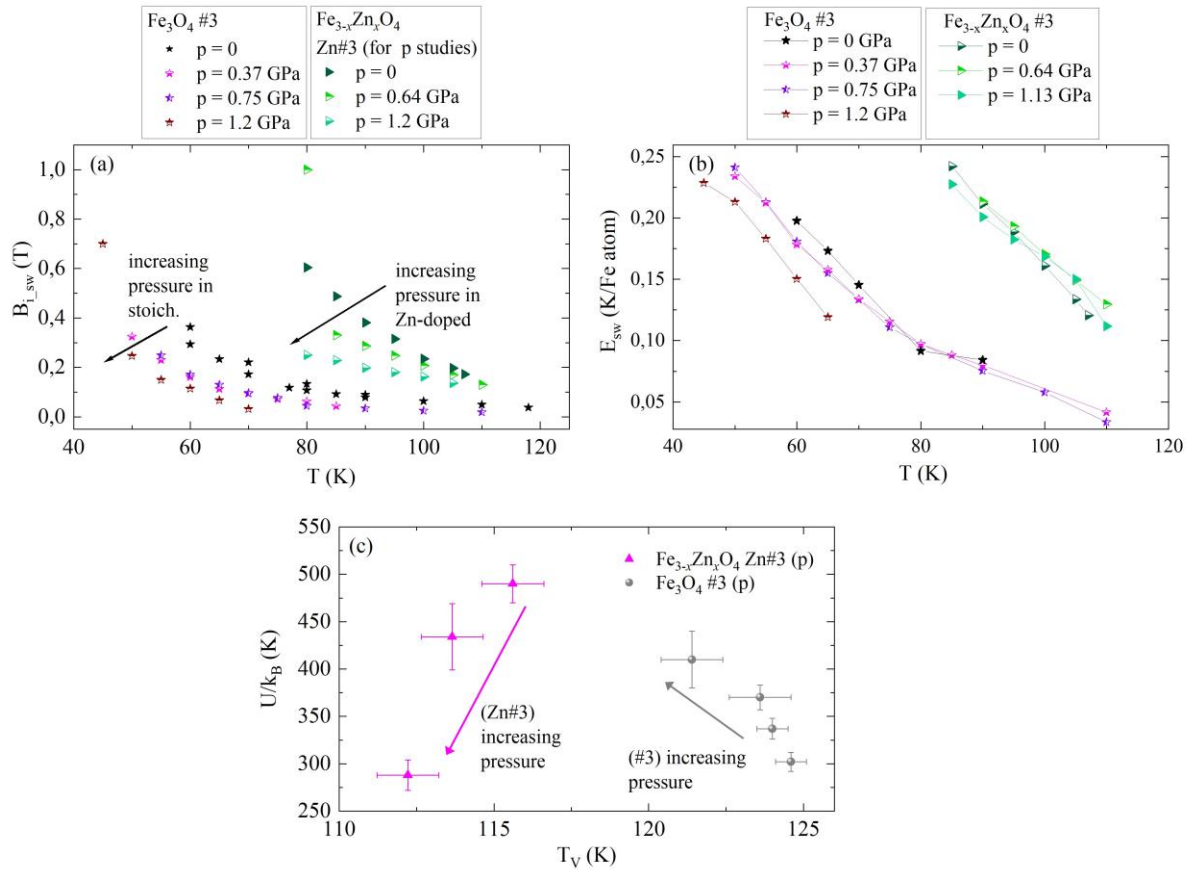 Fe₃O₄ #3
p = 0
p = 0.37 GPa
p = 0.75 GPa
p = 1.2 GPa
Fe₃₋ₓZnₓO₄
Zn#3 (for p studies)
p = 0
p = 0.64 GPa
p = 1.2 GPa
(a)
1,0
0,8
0,6
0,4
0,2
0,0
B_{i_sw} (T)
increasing
pressure in
stoich.
increasing
pressure in
Zn-doped
40 60 80 100 120
T (K)
Fe₃O₄ #3
p = 0 GPa
p = 0.37 GPa
p = 0.75 GPa
p = 1.2 GPa
Fe₃₋ₓZnₓO₄ #3
p = 0
p = 0.64 GPa
p = 1.13 GPa
(b)
0,25
0,20
0,15
0,10
0,05
E_{sw} (K/Fe atom)
40 60 80 100 120
T (K)
(c)
550
500
450
400
350
300
250
U/k_B (K)
Fe₃₋ₓZnₓO₄ Zn#3 (p)
Fe₃O₄ #3 (p)
(Zn#3)
increasing
pressure
(#3) increasing
pressure
110 115 120 125
T_V (K)